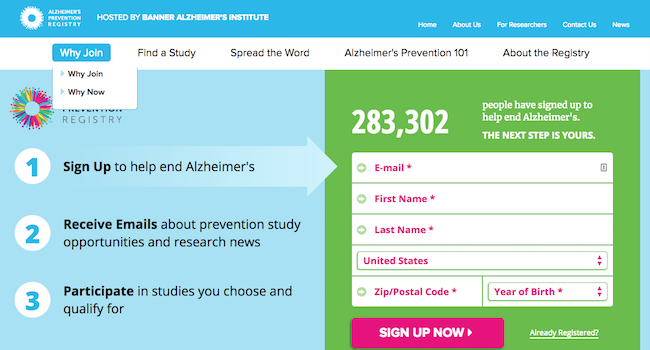 ALZHEIMER'S
PREVENTION
REGISTRY
HOSTED BY BANNER ALZHEIMER'S INSTITUTE
Home About Us For Researchers Contact Us News
Why Join Find a Study Spread the Word Alzheimer's Prevention 101 About the Registry
Why Join
Why Now
PREVENTION
REGISTRY
1 Sign Up to help end Alzheimer's
2 Receive Emails about prevention study
opportunities and research news
3 Participate in studies you choose and
qualify for
283,302
people have signed up to
help end Alzheimer's.
THE NEXT STEP IS YOURS.
E-mail *
First Name *
Last Name *
United States
Zip/Postal Code * Year of Birth *
SIGN UP NOW Already Registered?